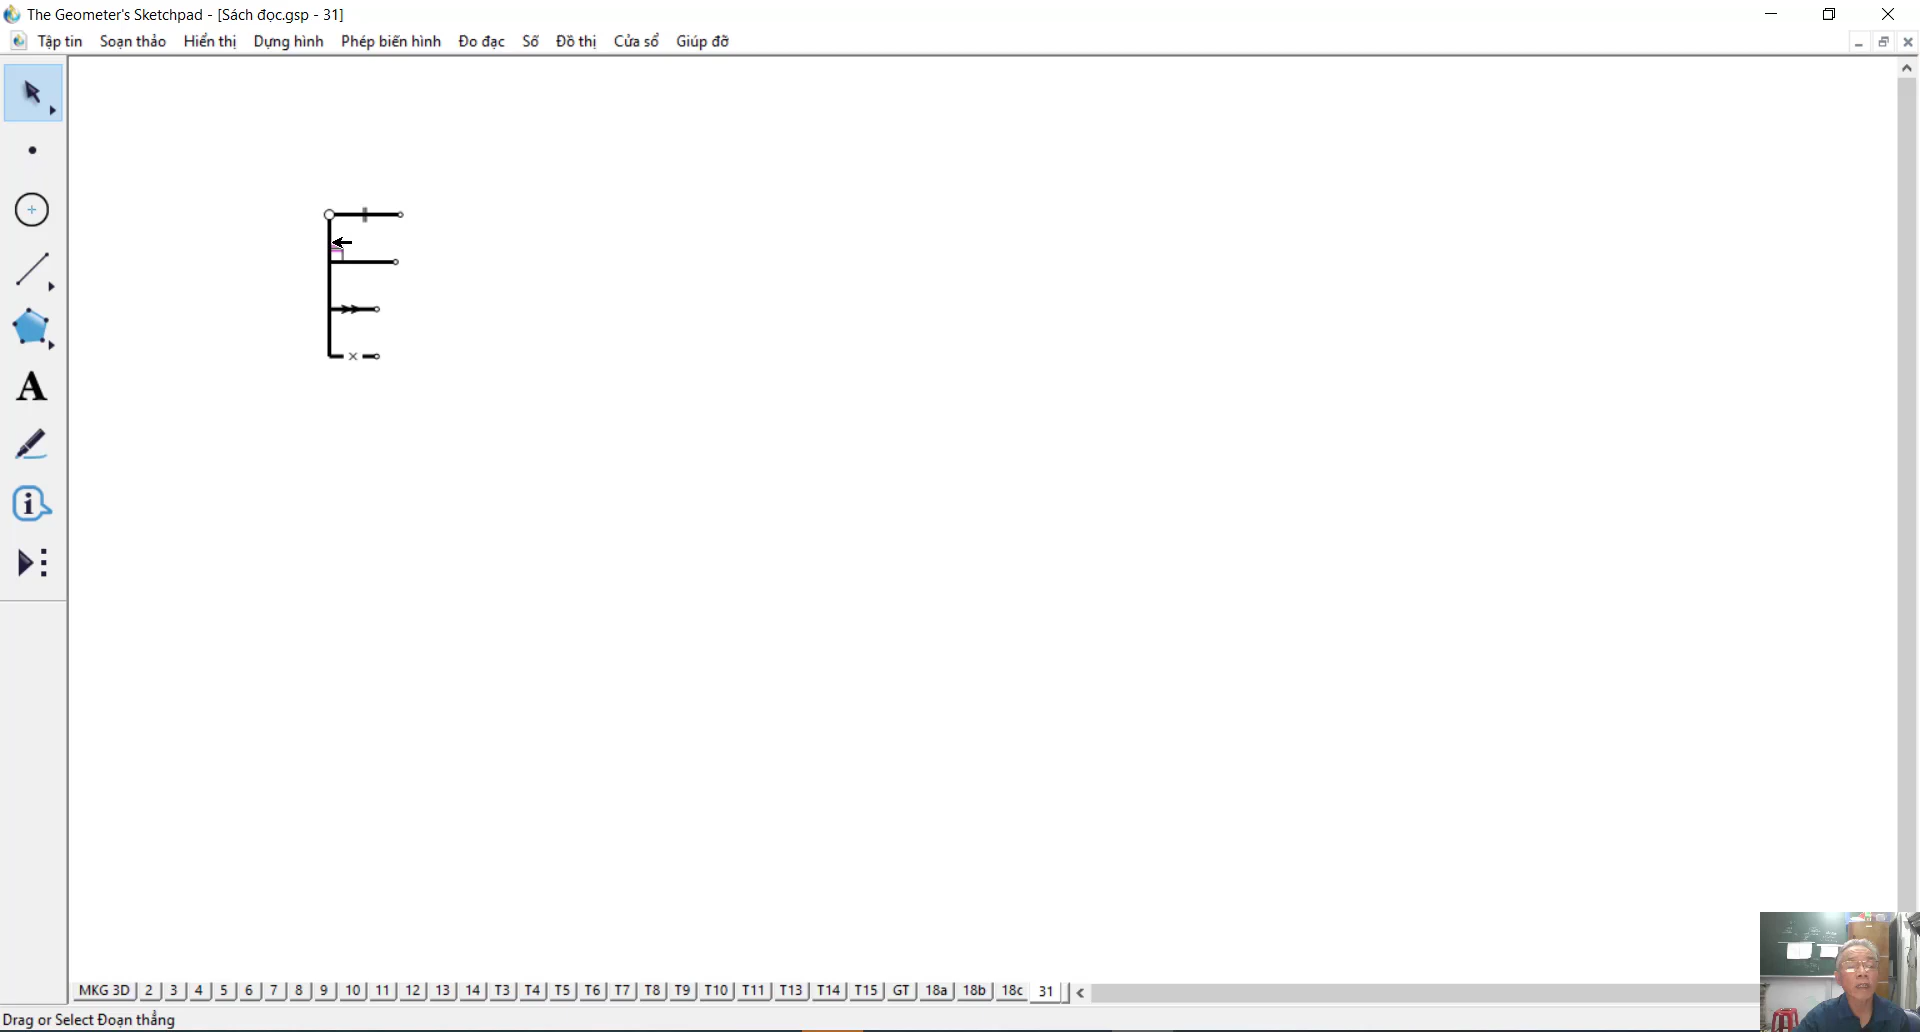 The Geometer's Sketchpad - [Sách đọc.gsp - 31]
Tập tin Soạn thảo Hiển thị Dựng hình Phép biến hình Đo đạc Số Đồ thị Cửa sổ Giúp đỡ
A
i
MKG 3D 2 3 4 5 6 7 8 9 10 11 12 13 14 T3 T4 T5 T6 T7 T8 T9 T10 T11 T13 T14 T15 GT 18a 18b 18c 31
Drag or Select Đoạn thẳng